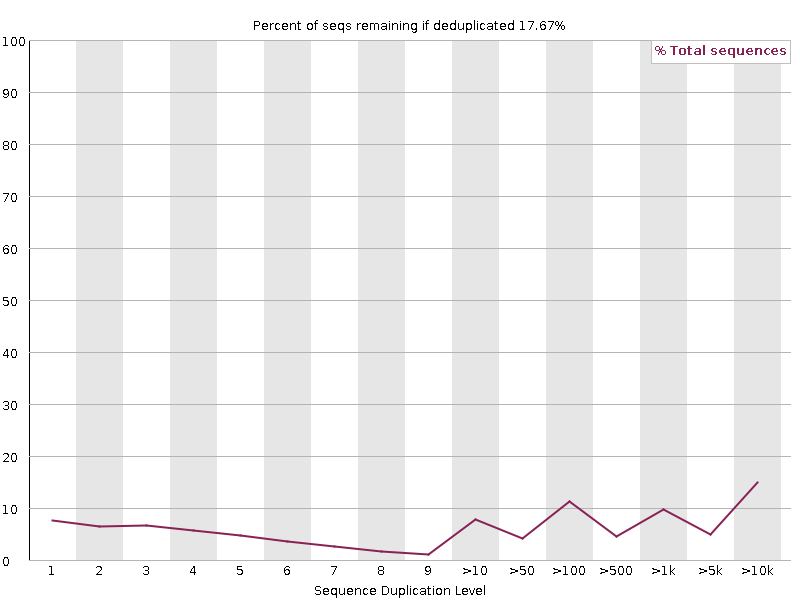 Percent of seqs remaining if deduplicated 17.67%
% Total sequences
100
90
80
70
60
50
40
30
20
10
0
1 2 3 4 5 6 7 8 9 >10 >50 >100 >500 >1k >5k >10k
Sequence Duplication Level